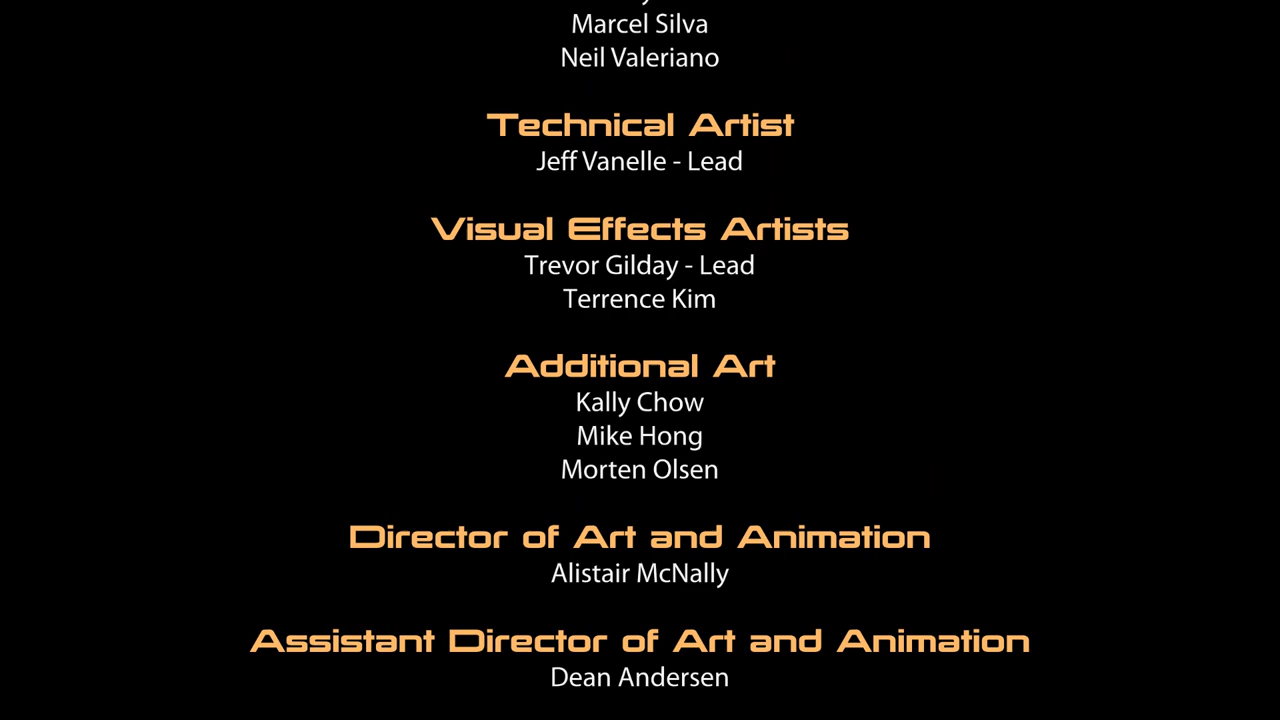 Marcel Silva
Neil Valeriano
Technical Artist
Jeff Vanelle - Lead
Visual Effects Artists
Trevor Gilday - Lead
Terrence Kim
Additional Art
Kally Chow
Mike Hong
Morten Olsen
Director of Art and Animation
Alistair McNally
Assistant Director of Art and Animation
Dean Andersen